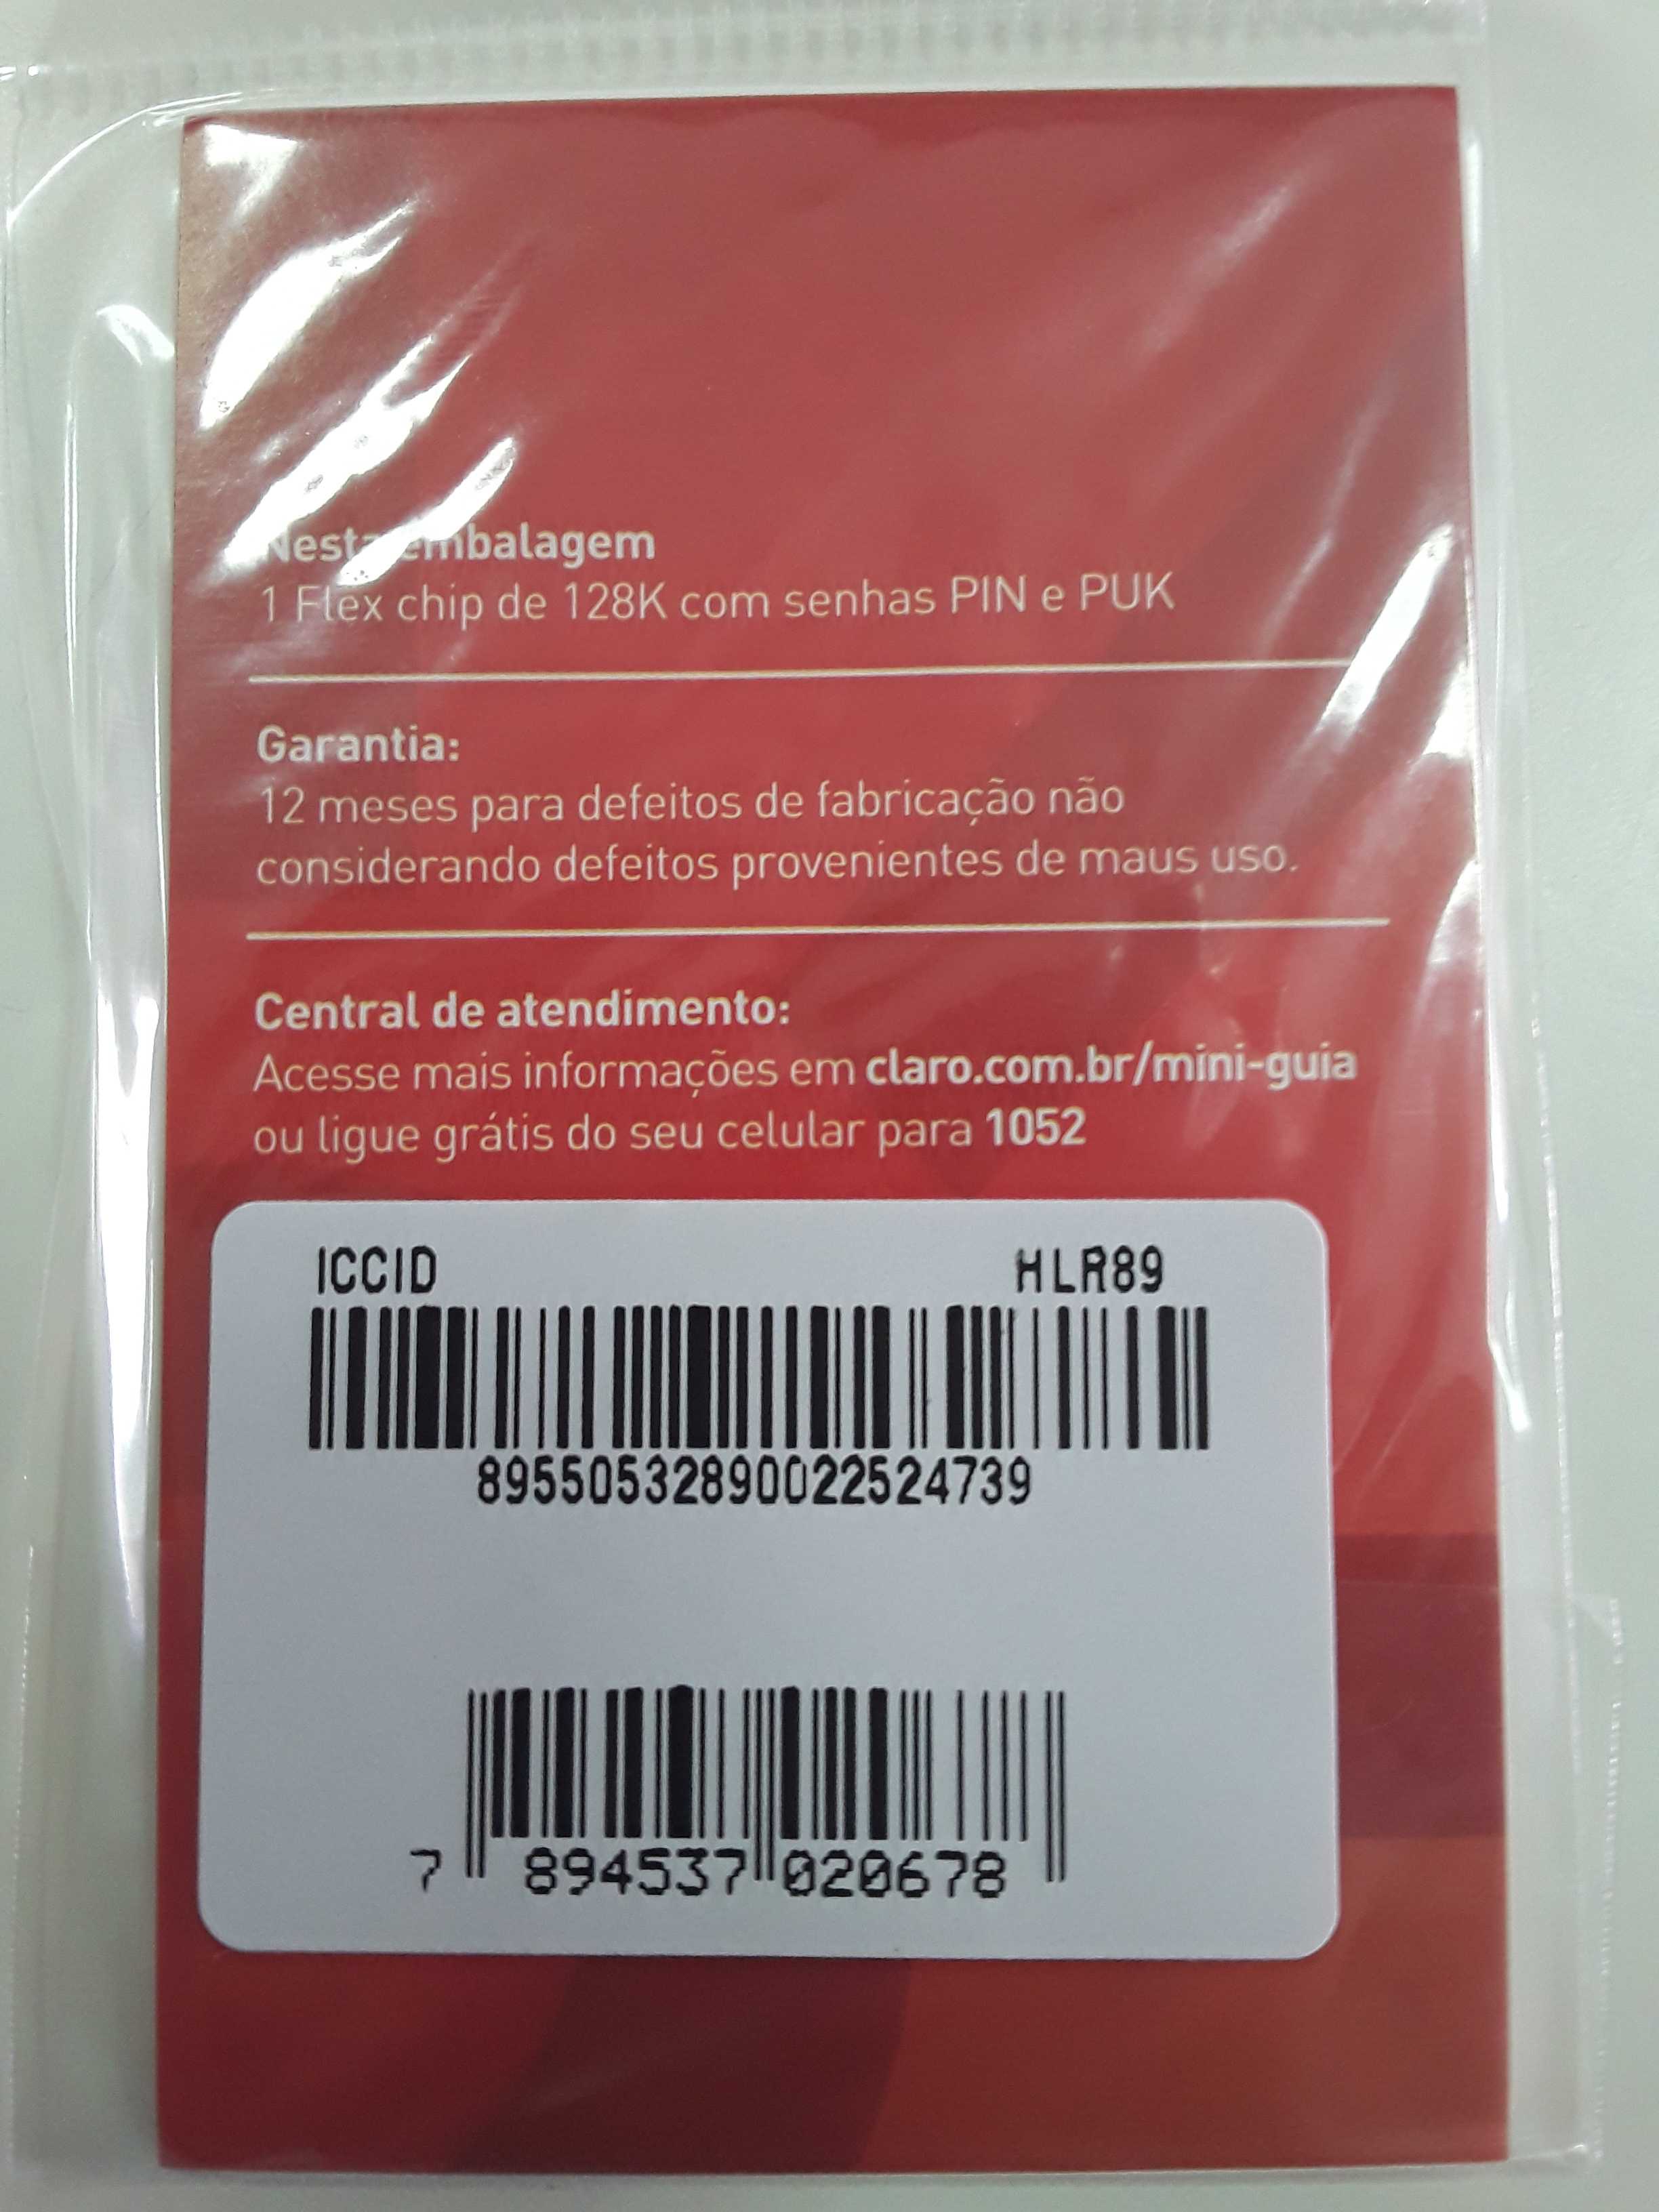 Nesta embalagem
1 Flex chip de 128K com senhas PIN e PUK
Garantia:
12 meses para defeitos de fabricação não
considerando defeitos provenientes de maus uso.
Central de atendimento:
Acesse mais informações em claro.com.br/mini-guia
ou ligue grátis do seu celular para 1052
ICCID HLR89
89550532890022524739
7 894537 020678